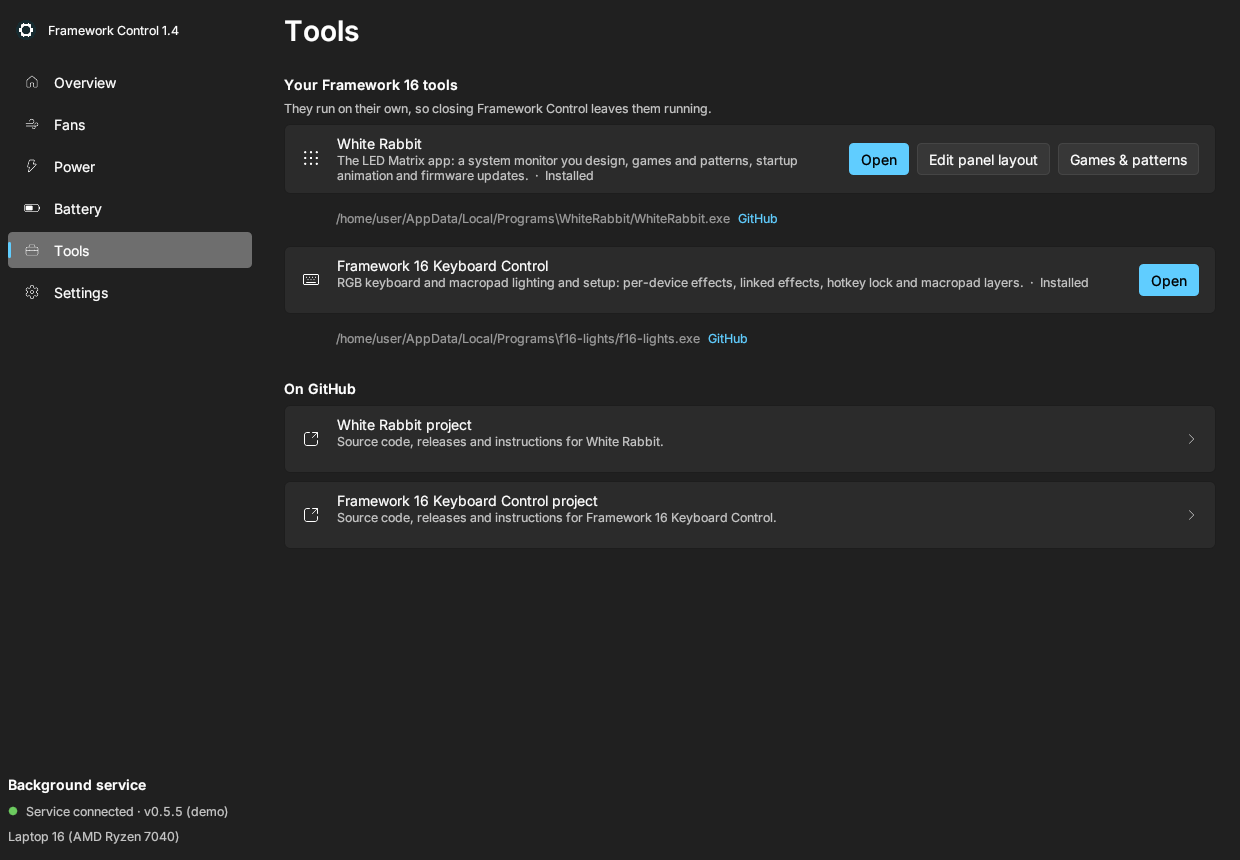 Framework Control 1.4
Overview
Fans
Power
Battery
Tools
Settings
Background service
Service connected · v0.5.5 (demo)
Laptop 16 (AMD Ryzen 7040)
Tools
Your Framework 16 tools
They run on their own, so closing Framework Control leaves them running.
White Rabbit
The LED Matrix app: a system monitor you design, games and patterns, startup
animation and firmware updates. · Installed
Open
Edit panel layout
Games & patterns
/home/user/AppData/Local/Programs\WhiteRabbit/WhiteRabbit.exe GitHub
Framework 16 Keyboard Control
RGB keyboard and macropad lighting and setup: per-device effects, linked effects, hotkey lock and macropad layers. · Installed
Open
/home/user/AppData/Local/Programs\f16-lights/f16-lights.exe GitHub
On GitHub
White Rabbit project
Source code, releases and instructions for White Rabbit.
Framework 16 Keyboard Control project
Source code, releases and instructions for Framework 16 Keyboard Control.